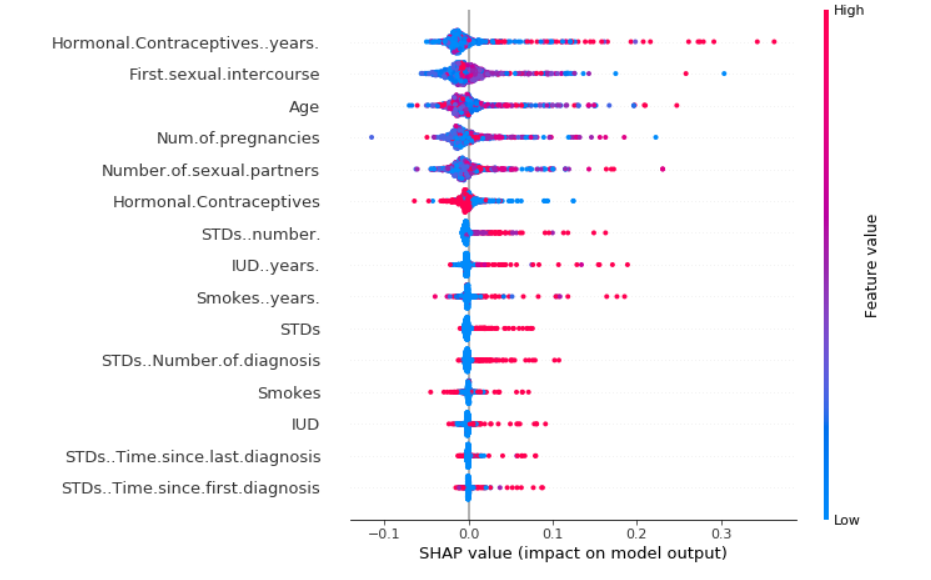 High
Hormonal.Contraceptives..years.
First.sexual.intercourse
Age
Num.of.pregnancies
Number.of.sexual.partners
Hormonal.Contraceptives
STDs..number.
IUD..years.
Smokes..years.
STDs
STDs..Number.of.diagnosis
Smokes
IUD
STDs..Time.since.last.diagnosis
STDs..Time.since.first.diagnosis
Feature value
Low
−0.1 0.0 0.1 0.2 0.3
SHAP value (impact on model output)